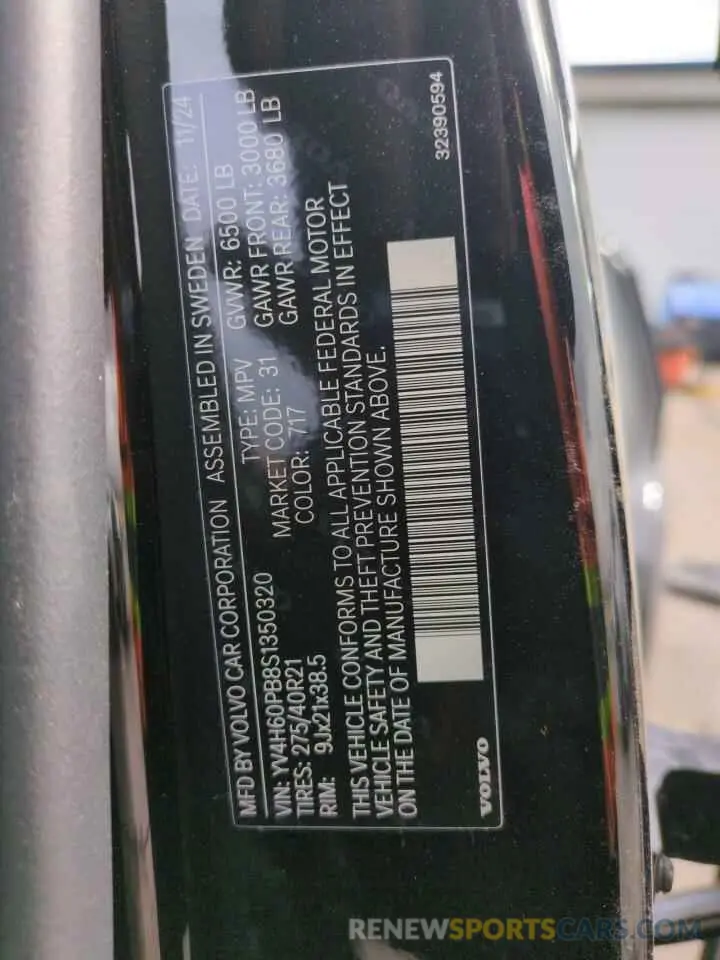 MFD BY VOLVO CAR CORPORATION ASSEMBLED IN SWEDEN DATE: 11/24
VIN: YV4H60PB8S1350320 TYPE: MPV GVWR: 6500 LB
TIRES: 275/40R21 MARKET CODE: 31 GAWR FRONT: 3000 LB
RIM: 9Jx21x38.5 COLOR: 717 GAWR REAR: 3680 LB
THIS VEHICLE CONFORMS TO ALL APPLICABLE FEDERAL MOTOR
VEHICLE SAFETY AND THEFT PREVENTION STANDARDS IN EFFECT
ON THE DATE OF MANUFACTURE SHOWN ABOVE.
32390594
VOLVO
RENEWSPORTSCARS.COM